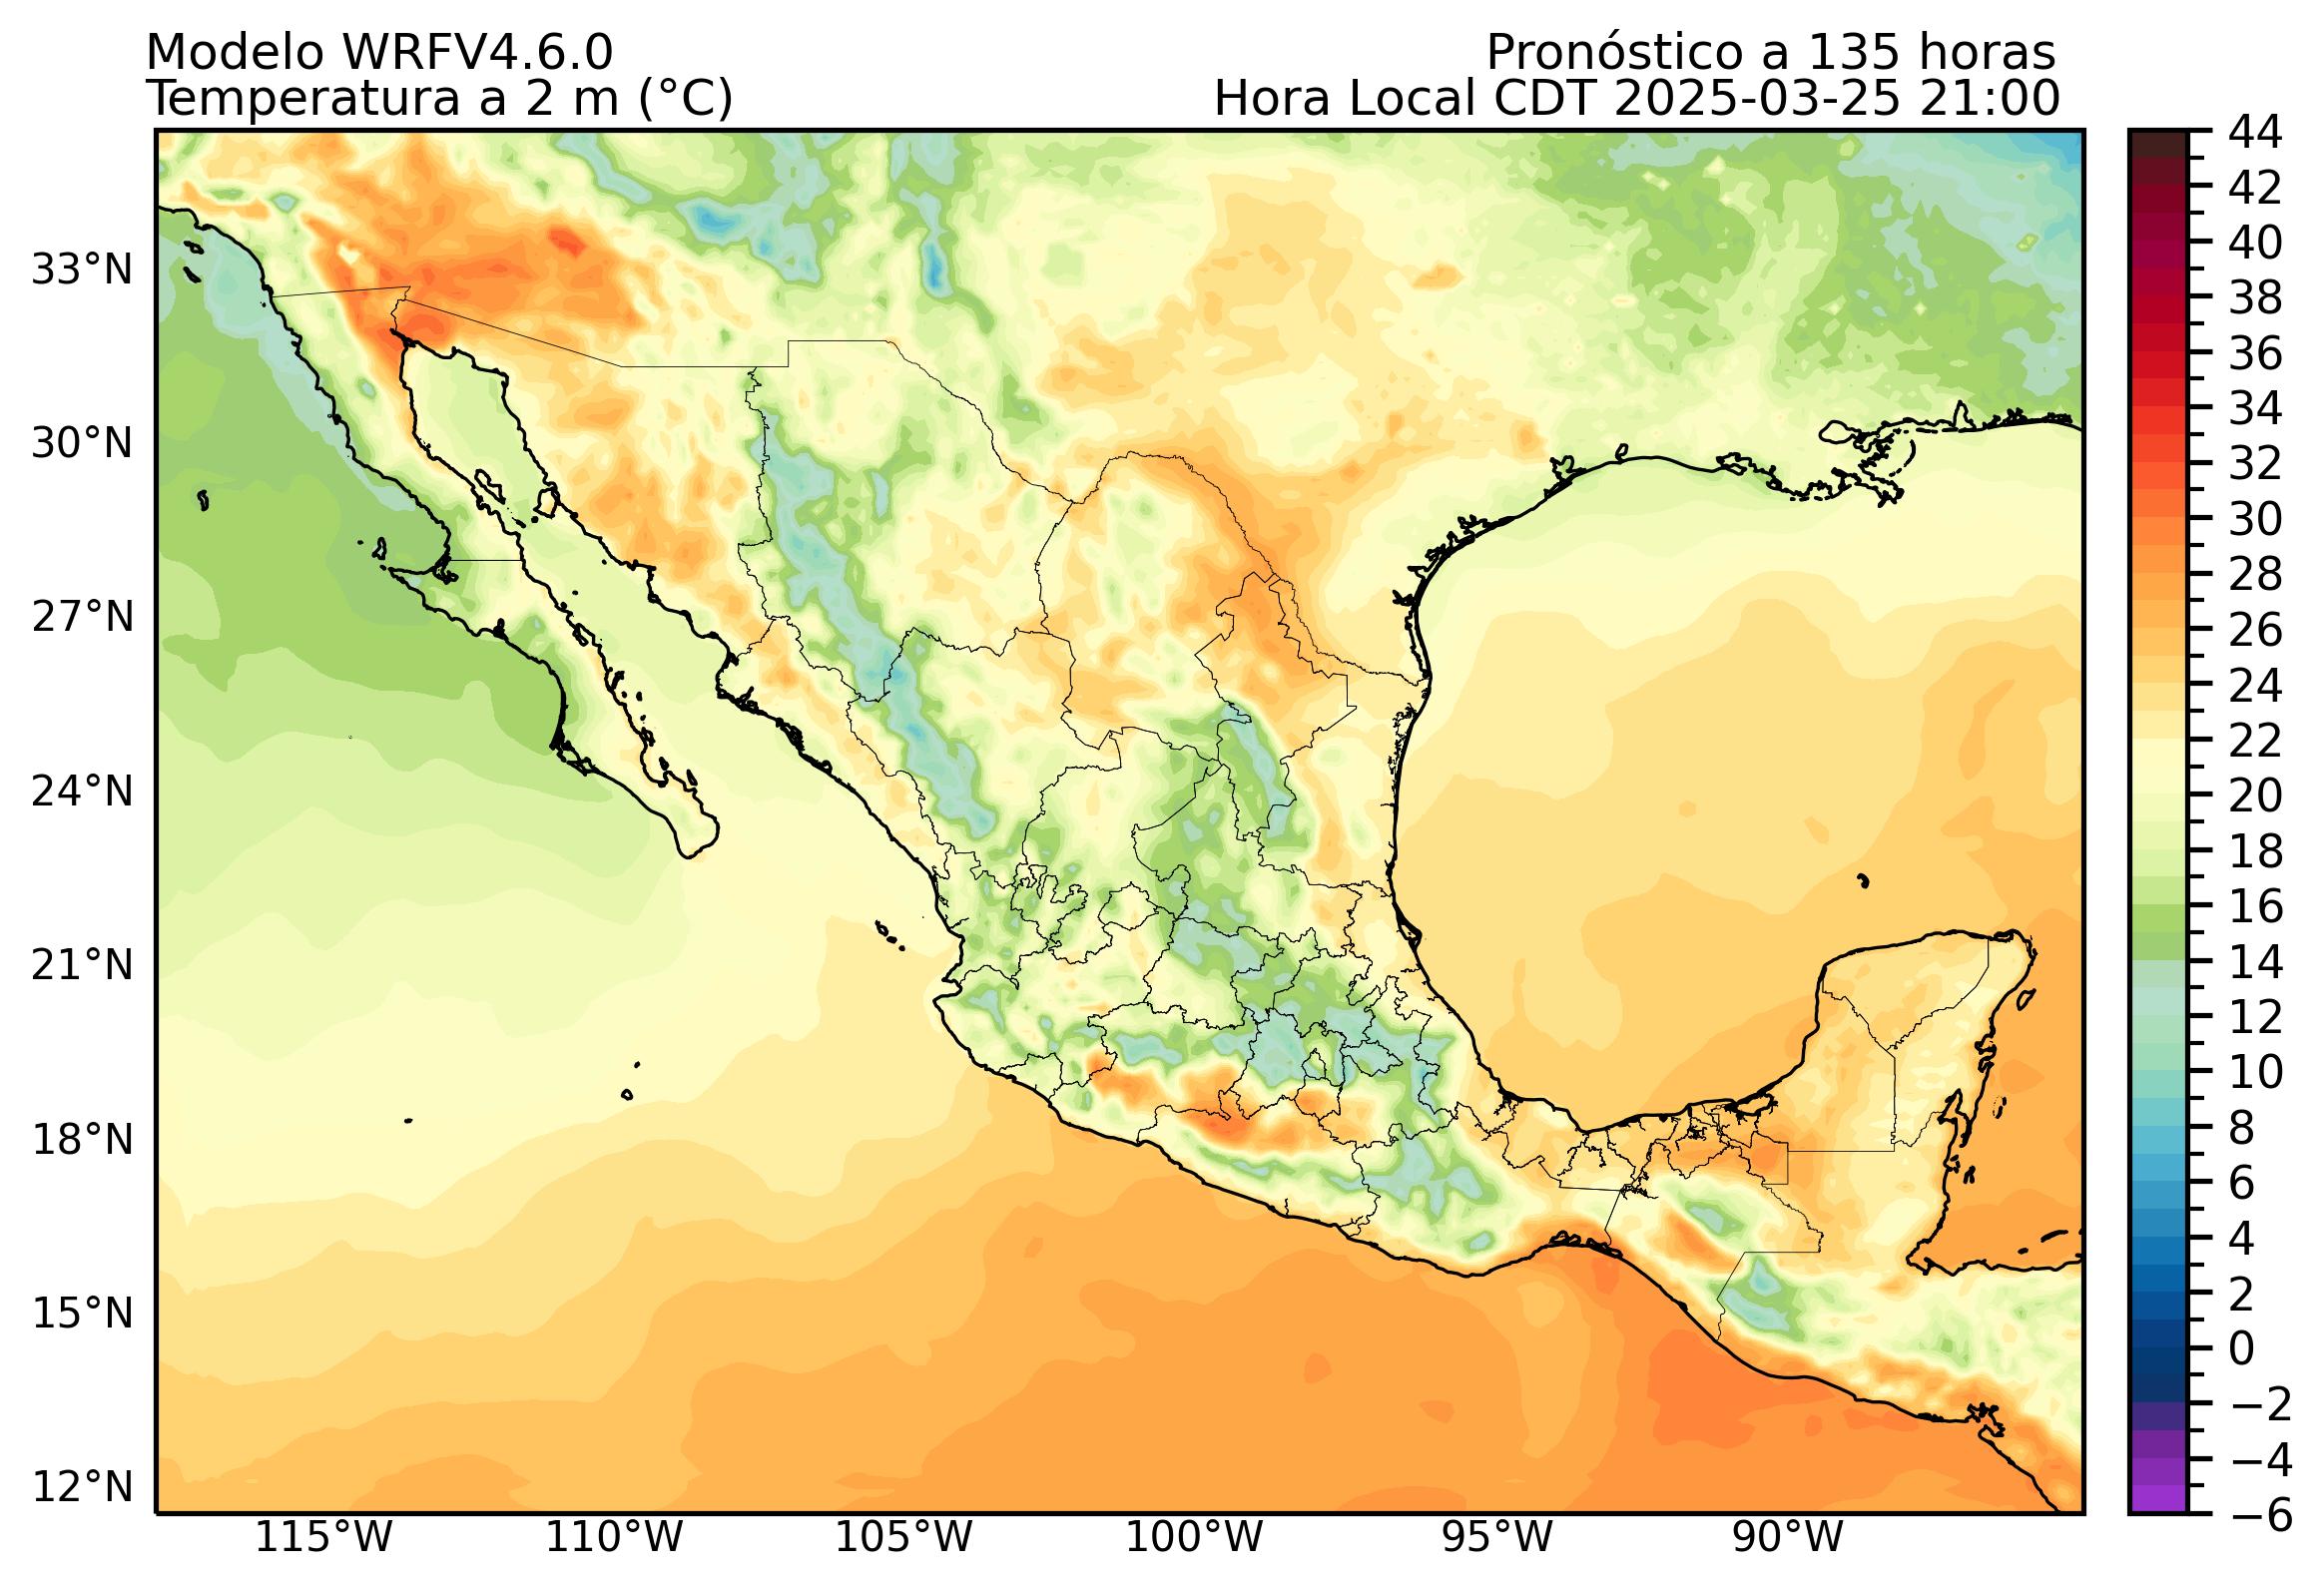 Modelo WRFV4.6.0
Pronóstico a 135 horas
Temperatura a 2 m (°C)
Hora Local CDT 2025-03-25 21:00
33°N
30°N
27°N
24°N
21°N
18°N
15°N
12°N
115°W 110°W 105°W 100°W 95°W 90°W
44
42
40
38
36
34
32
30
28
26
24
22
20
18
16
14
12
10
8
6
4
2
0
−2
−4
−6